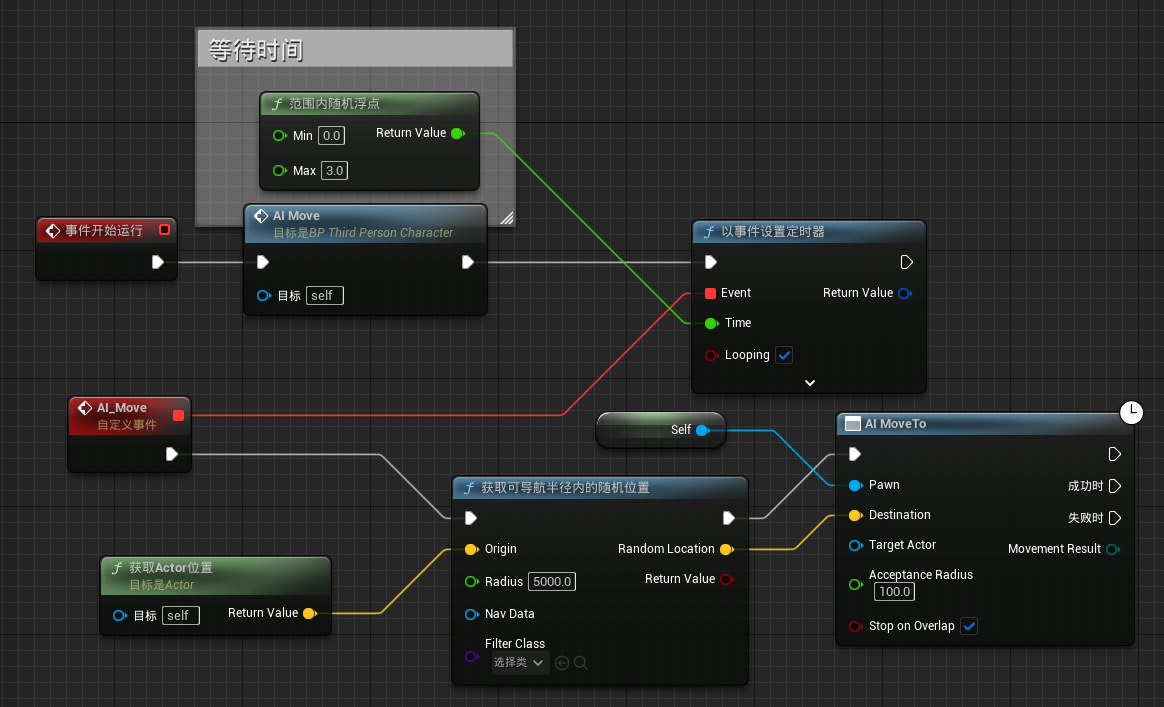 等待时间
范围内随机浮点
Min 0.0
Return Value
Max 3.0
事件开始运行
AI Move
目标是BP Third Person Character
目标 self
以事件设置定时器
Event
Return Value
Time
Looping
AI_Move
自定义事件
Self
AI MoveTo
Pawn
成功时
Destination
失败时
Target Actor
Movement Result
Acceptance Radius
100.0
Stop on Overlap
获取可导航半径内的随机位置
Origin
Random Location
Radius 5000.0
Return Value
Nav Data
Filter Class
选择类
获取Actor位置
目标是Actor
目标 self
Return Value